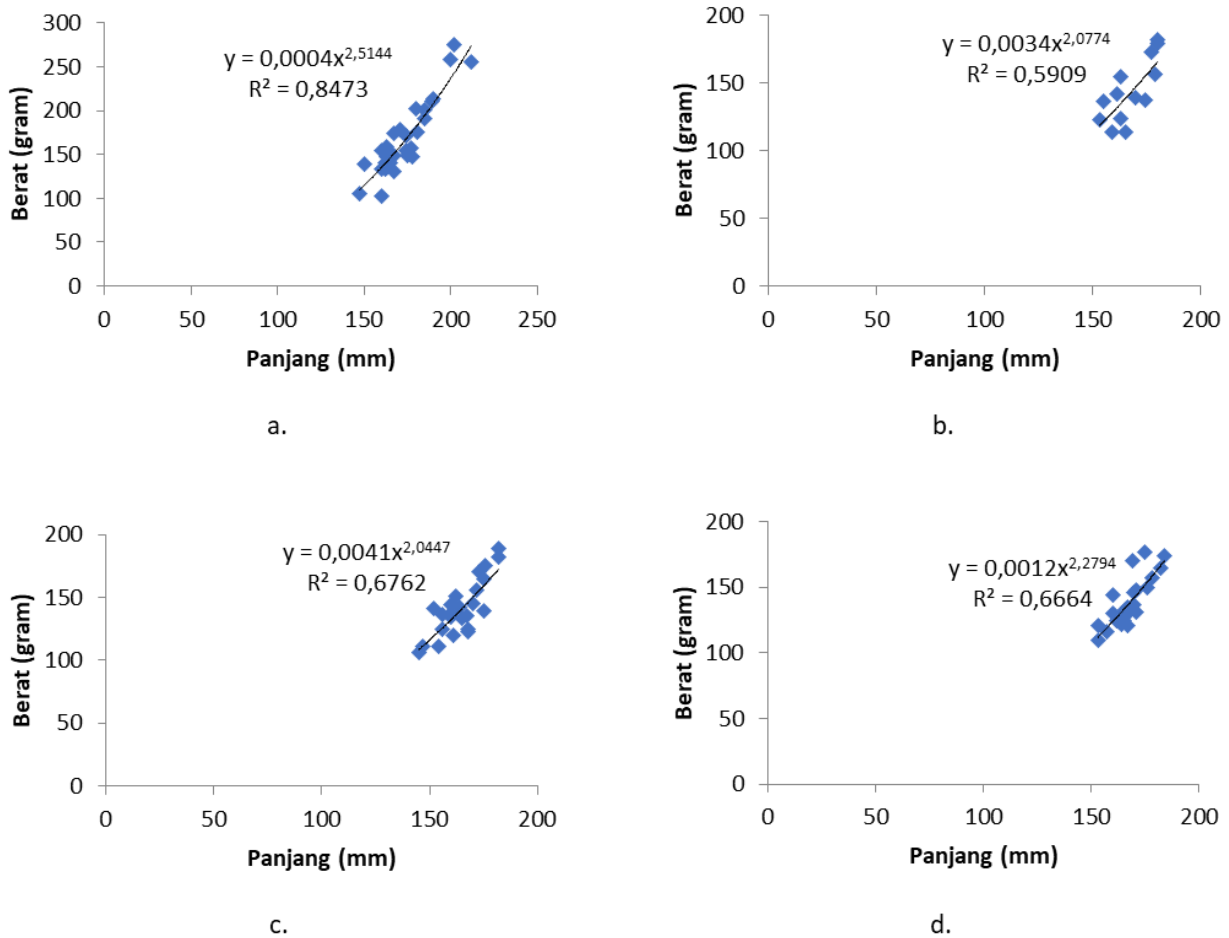 300
250
200
150
100
50
0
Berat (gram)
y = 0,0004x^2,5144
R² = 0,8473
0 50 100 150 200 250
Panjang (mm)
a.
200
150
100
50
0
Berat (gram)
y = 0,0034x^2,0774
R² = 0,5909
0 50 100 150 200
Panjang (mm)
b.
200
150
100
50
0
Berat (gram)
y = 0,0041x^2,0447
R² = 0,6762
0 50 100 150 200
Panjang (mm)
c.
200
150
100
50
0
Berat (gram)
y = 0,0012x^2,2794
R² = 0,6664
0 50 100 150 200
Panjang (mm)
d.